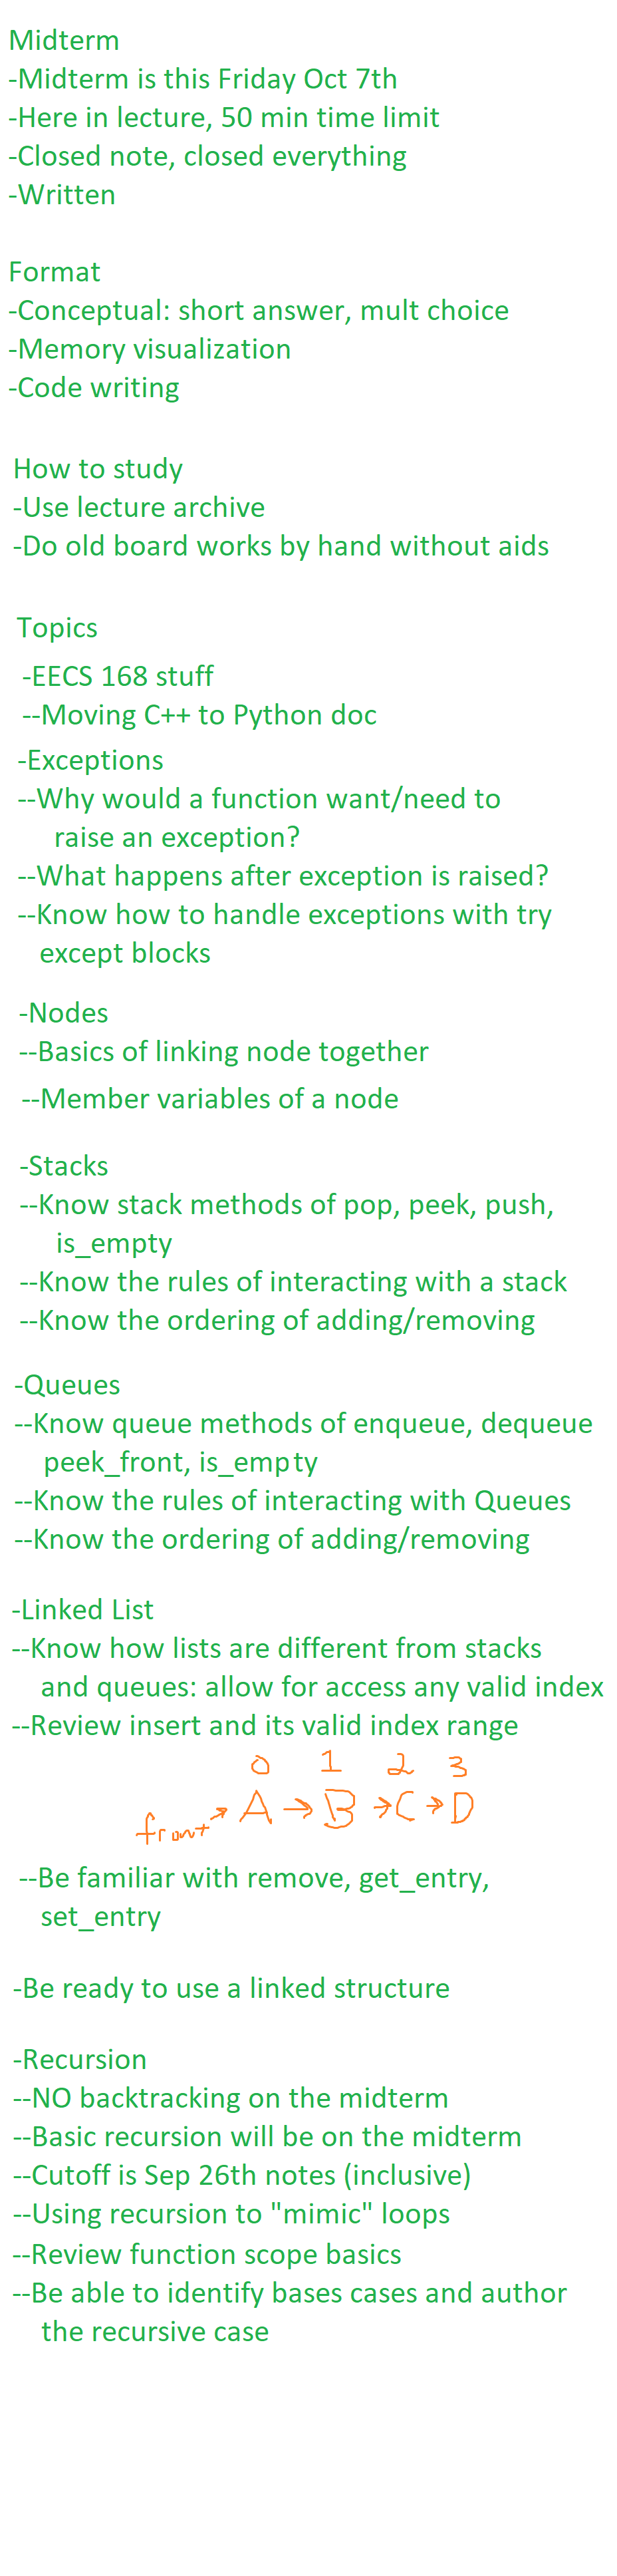 Midterm
-Midterm is this Friday Oct 7th
-Here in lecture, 50 min time limit
-Closed note, closed everything
-Written
Format
-Conceptual: short answer, mult choice
-Memory visualization
-Code writing
How to study
-Use lecture archive
-Do old board works by hand without aids
Topics
-EECS 168 stuff
--Moving C++ to Python doc
-Exceptions
--Why would a function want/need to
raise an exception?
--What happens after exception is raised?
--Know how to handle exceptions with try
except blocks
-Nodes
--Basics of linking node together
--Member variables of a node
-Stacks
--Know stack methods of pop, peek, push,
is_empty
--Know the rules of interacting with a stack
--Know the ordering of adding/removing
-Queues
--Know queue methods of enqueue, dequeue
peek_front, is_empty
--Know the rules of interacting with Queues
--Know the ordering of adding/removing
-Linked List
--Know how lists are different from stacks
and queues: allow for access any valid index
--Review insert and its valid index range
0 1 2 3
front → A → B → C → D
--Be familiar with remove, get_entry,
set_entry
-Be ready to use a linked structure
-Recursion
--NO backtracking on the midterm
--Basic recursion will be on the midterm
--Cutoff is Sep 26th notes (inclusive)
--Using recursion to "mimic" loops
--Review function scope basics
--Be able to identify bases cases and author
the recursive case